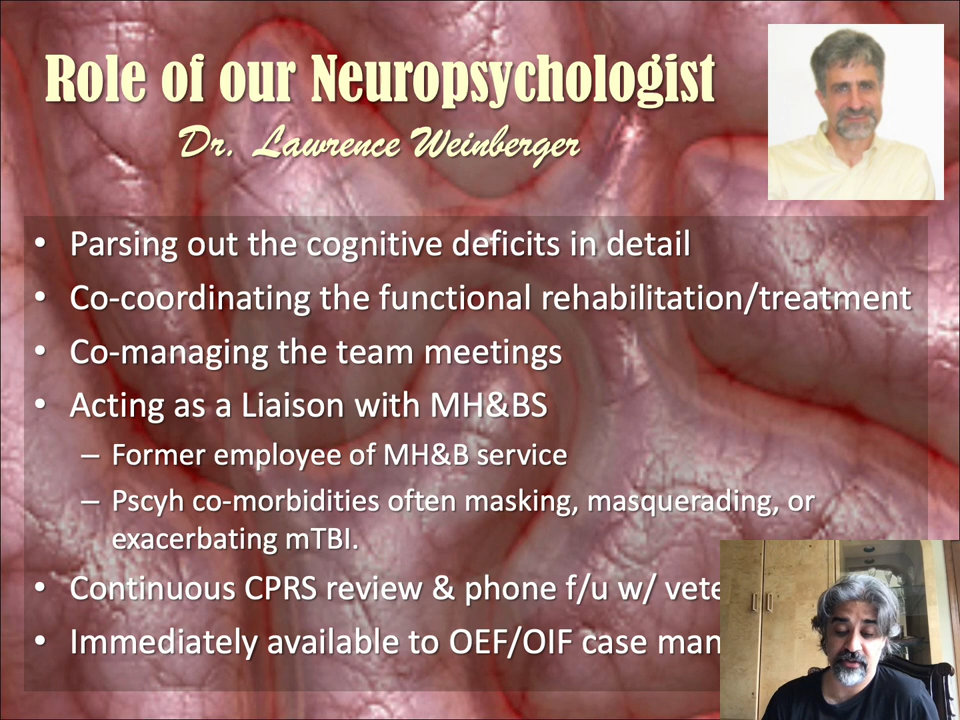 Role of our Neuropsychologist
Dr. Lawrence Weinberger
• Parsing out the cognitive deficits in detail
• Co-coordinating the functional rehabilitation/treatment
• Co-managing the team meetings
• Acting as a Liaison with MH&BS
– Former employee of MH&B service
– Pscyh co-morbidities often masking, masquerading, or
exacerbating mTBI.
• Continuous CPRS review & phone f/u w/
• Immediately available to OEF/OIF case